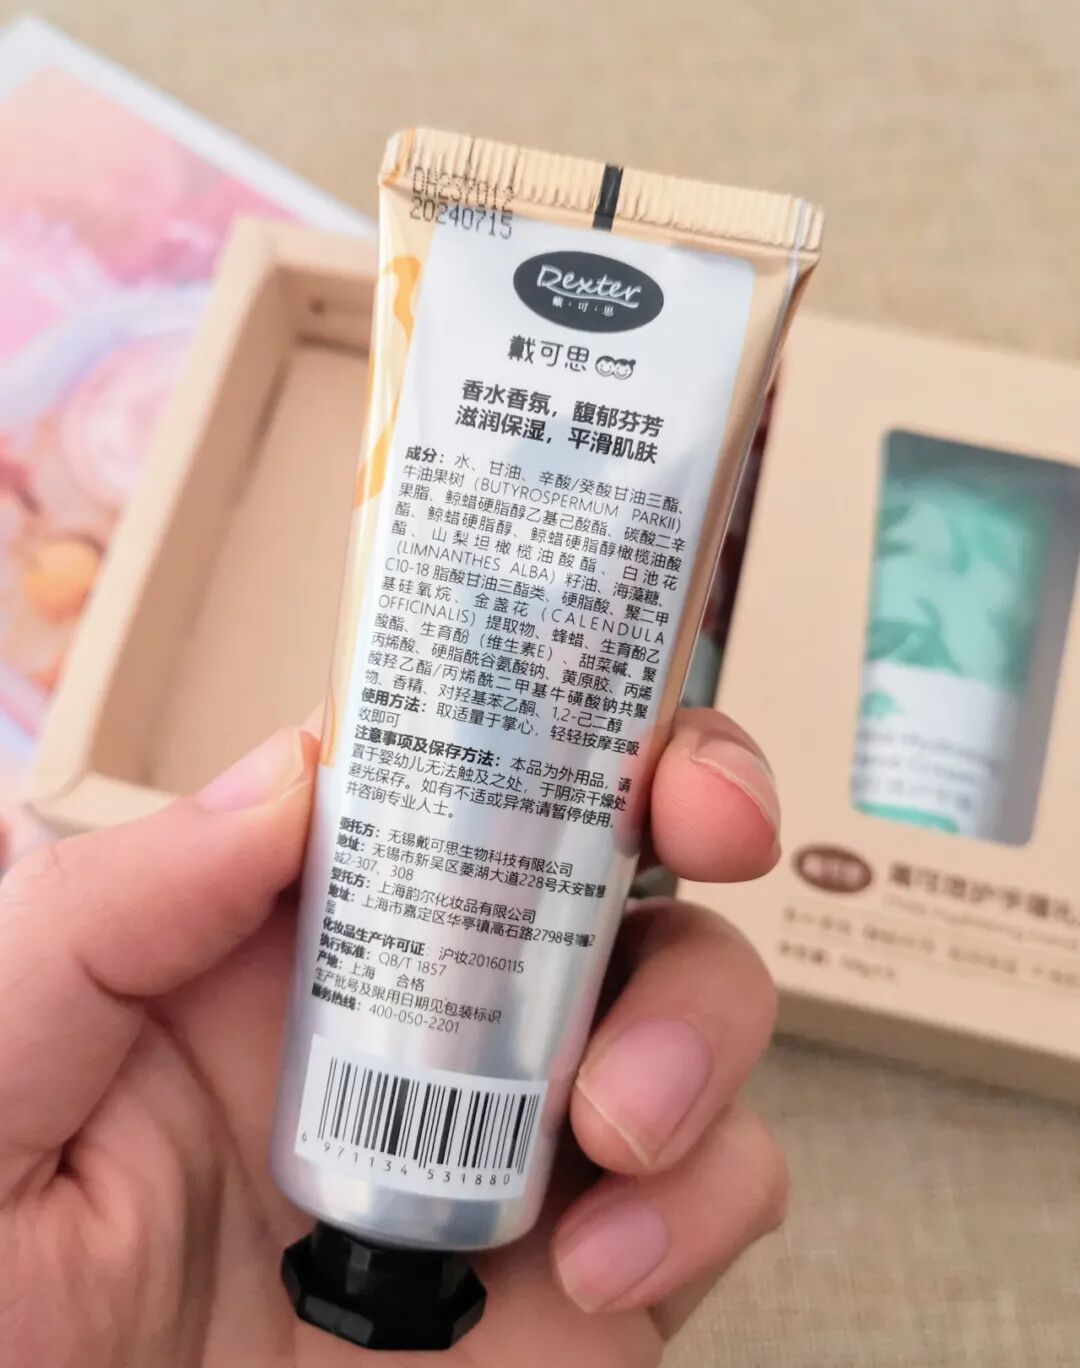 20240715
Dexter
戴·可·思
戴可思
香水香氛，馥郁芬芳
滋润保湿，平滑肌肤
成分：水、甘油、辛酸/癸酸甘油三酯、
牛油果树（BUTYROSPERMUM PARKII）
果脂、鲸蜡硬脂醇乙基己酸酯、碳酸二辛
酯、鲸蜡硬脂醇、鲸蜡硬脂醇橄榄油酸
酯、山梨坦橄榄油酸酯、白池花
（LIMNANTHES ALBA）籽油、海藻糖、
C10-18 脂酸甘油三酯类、硬脂酸、聚二甲
基硅氧烷、金盏花（CALENDULA
OFFICINALIS）提取物、蜂蜡、生育酚乙
酸酯、生育酚（维生素E）、甜菜碱、聚
丙烯酸、硬脂酰谷氨酸钠、黄原胶、丙烯
酸羟乙酯/丙烯酰二甲基牛磺酸钠共聚
物、香精、对羟基苯乙酮、1,2-己二醇
使用方法：取适量于掌心，轻轻按摩至吸
收即可
注意事项及保存方法：本品为外用品，请
置于婴幼儿无法触及之处，于阴凉干燥处
避光保存。如有不适或异常请暂停使用，
并咨询专业人士。
委托方：无锡戴可思生物科技有限公司
地址：无锡市新吴区菱湖大道228号天安智慧
城2-307、308
受托方：上海韵尔化妆品有限公司
地址：上海市嘉定区华亭镇高石路2798号1幢2
层
化妆品生产许可证：沪妆20160115
执行标准：QB/T 1857
产地：上海 合格
生产批号及限用日期见包装标识
服务热线：400-050-2201
6 971134 531880
戴可思护手霜礼